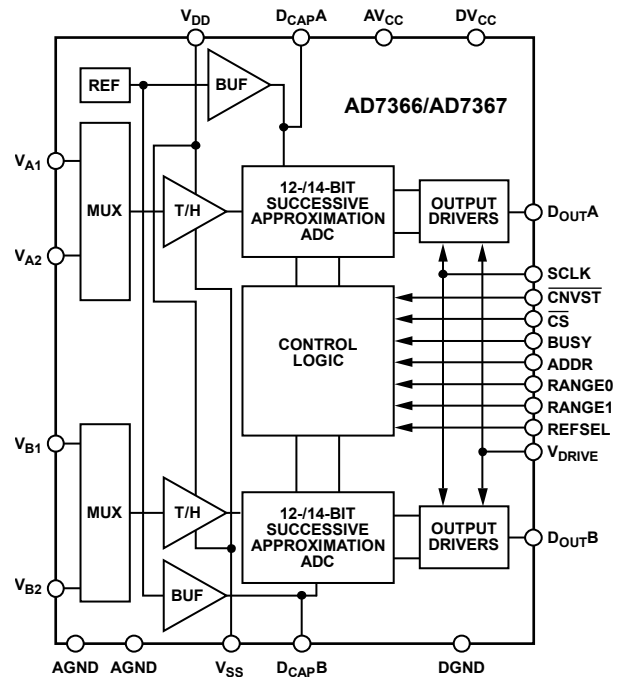 VDD DCAPA AVCC DVCC
REF
BUF
AD7366/AD7367
VA1
MUX
T/H
12-/14-BIT
SUCCESSIVE
APPROXIMATION
ADC
OUTPUT
DRIVERS
DOUTA
VA2
SCLK
CNVST
CS
BUSY
ADDR
RANGE0
RANGE1
REFSEL
VDRIVE
CONTROL
LOGIC
VB1
MUX
T/H
12-/14-BIT
SUCCESSIVE
APPROXIMATION
ADC
OUTPUT
DRIVERS
DOUTB
VB2
BUF
AGND AGND VSS DCAPB DGND